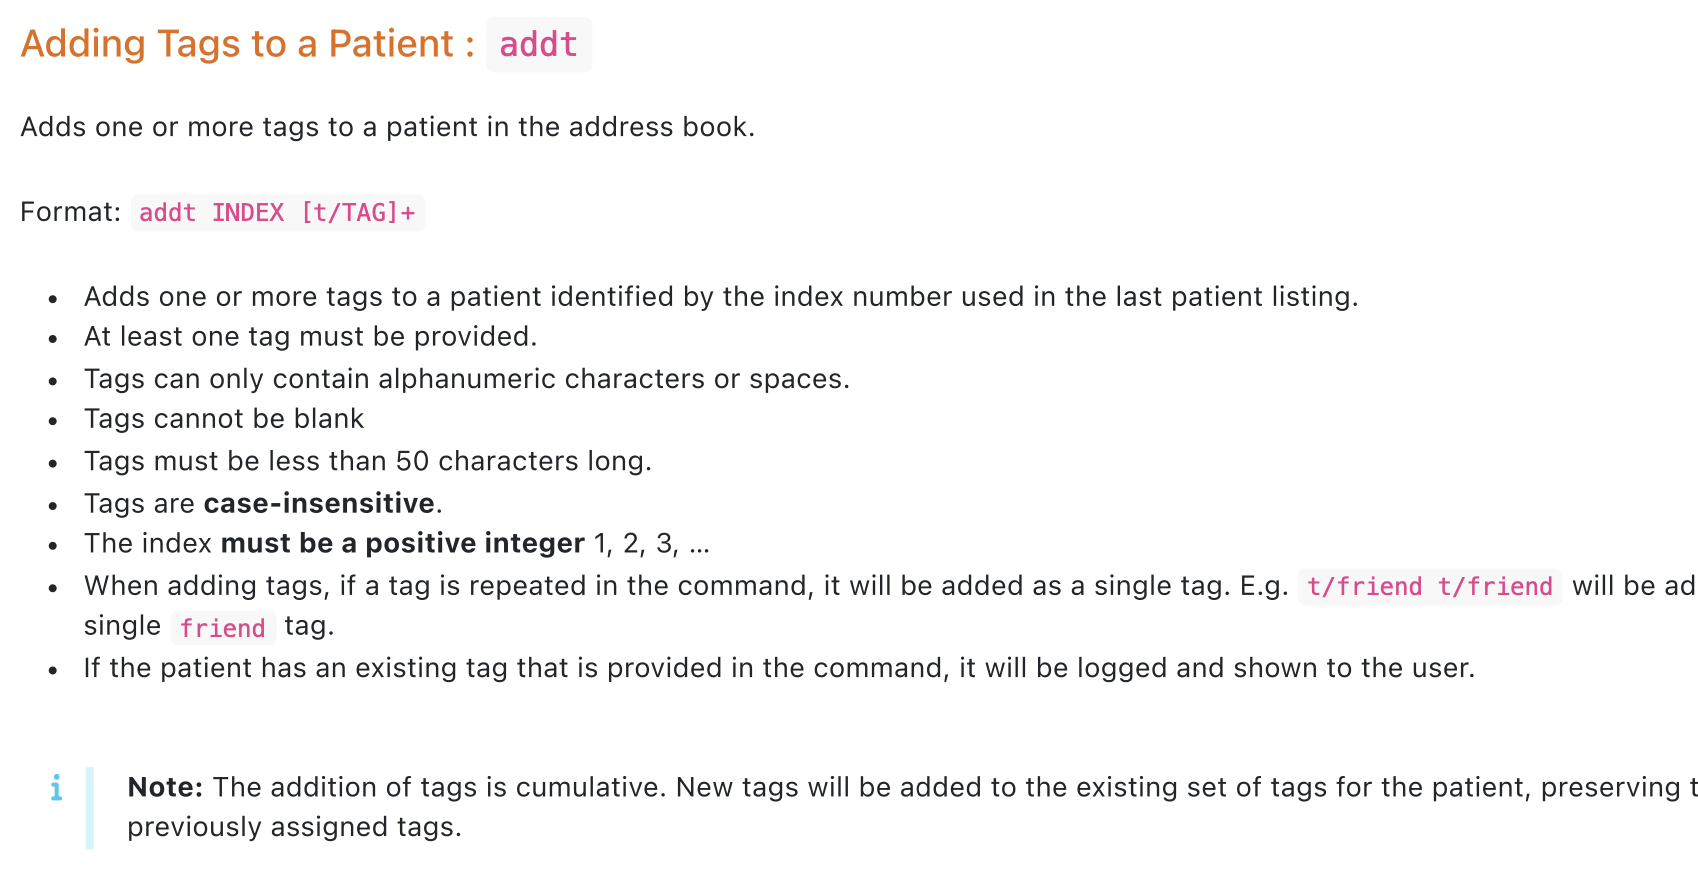 Adding Tags to a Patient : addt
Adds one or more tags to a patient in the address book.
Format: addt INDEX [t/TAG]+
• Adds one or more tags to a patient identified by the index number used in the last patient listing.
• At least one tag must be provided.
• Tags can only contain alphanumeric characters or spaces.
• Tags cannot be blank
• Tags must be less than 50 characters long.
• Tags are case-insensitive.
• The index must be a positive integer 1, 2, 3, …
• When adding tags, if a tag is repeated in the command, it will be added as a single tag. E.g. t/friend t/friend will be ad
single friend tag.
• If the patient has an existing tag that is provided in the command, it will be logged and shown to the user.
Note: The addition of tags is cumulative. New tags will be added to the existing set of tags for the patient, preserving t
previously assigned tags.